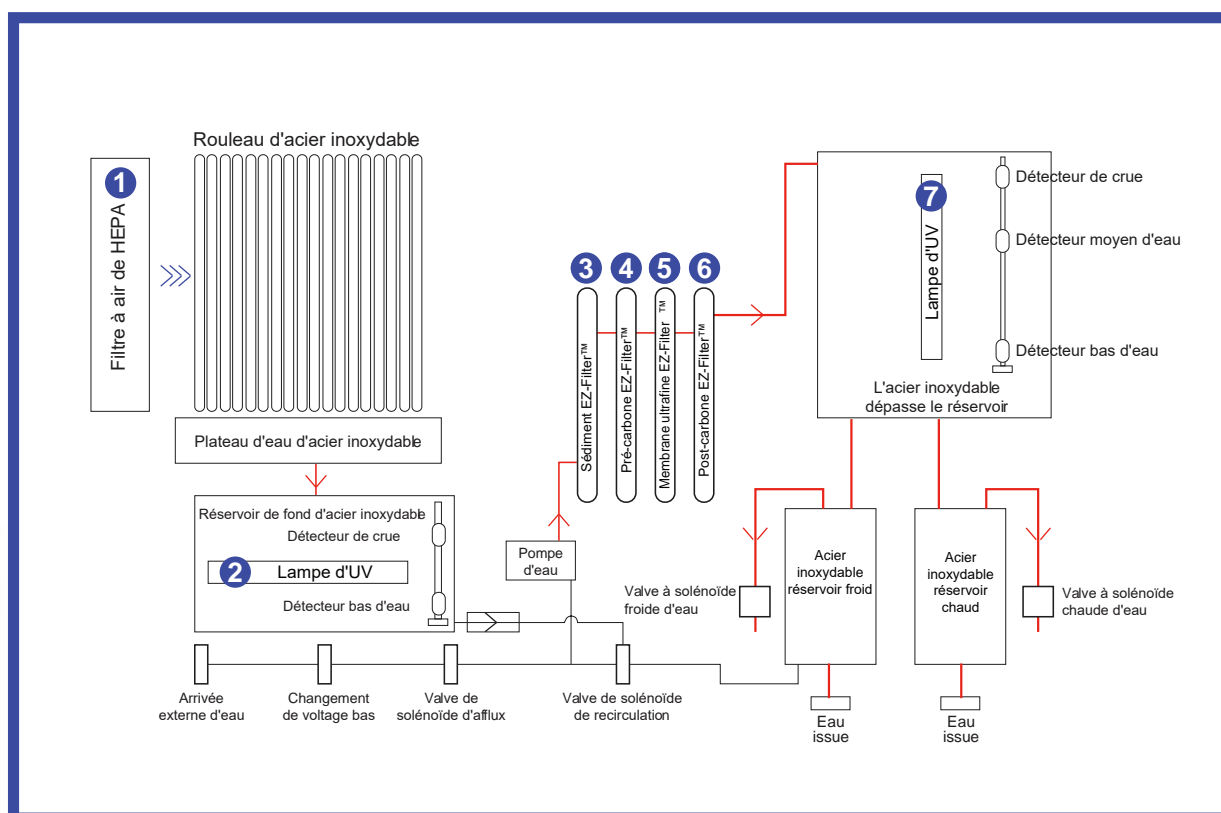 Rouleau d'acier inoxydable
1
Filtre à air de HEPA
Plateau d'eau d'acier inoxydable
Réservoir de fond d'acier inoxydable
Détecteur de crue
2
Lampe d'UV
Détecteur bas d'eau
Arrivée
externe d'eau
Changement
de voltage bas
Valve de
solénoïde d'afflux
Valve de solénoïde
de recirculation
Pompe
d'eau
3
Sédiment EZ-Filter™
4
Pré-carbone EZ-Filter™
5
Membrane ultrafine EZ-Filter ™
6
Post-carbone EZ-Filter™
7
Lampe d'UV
Détecteur de crue
Détecteur moyen d'eau
Détecteur bas d'eau
L'acier inoxydable
dépasse le réservoir
Valve à solénoïde
froide d'eau
Acier
inoxydable
réservoir froid
Acier
inoxydable
réservoir
chaud
Valve à solénoïde
chaude d'eau
Eau
issue
Eau
issue